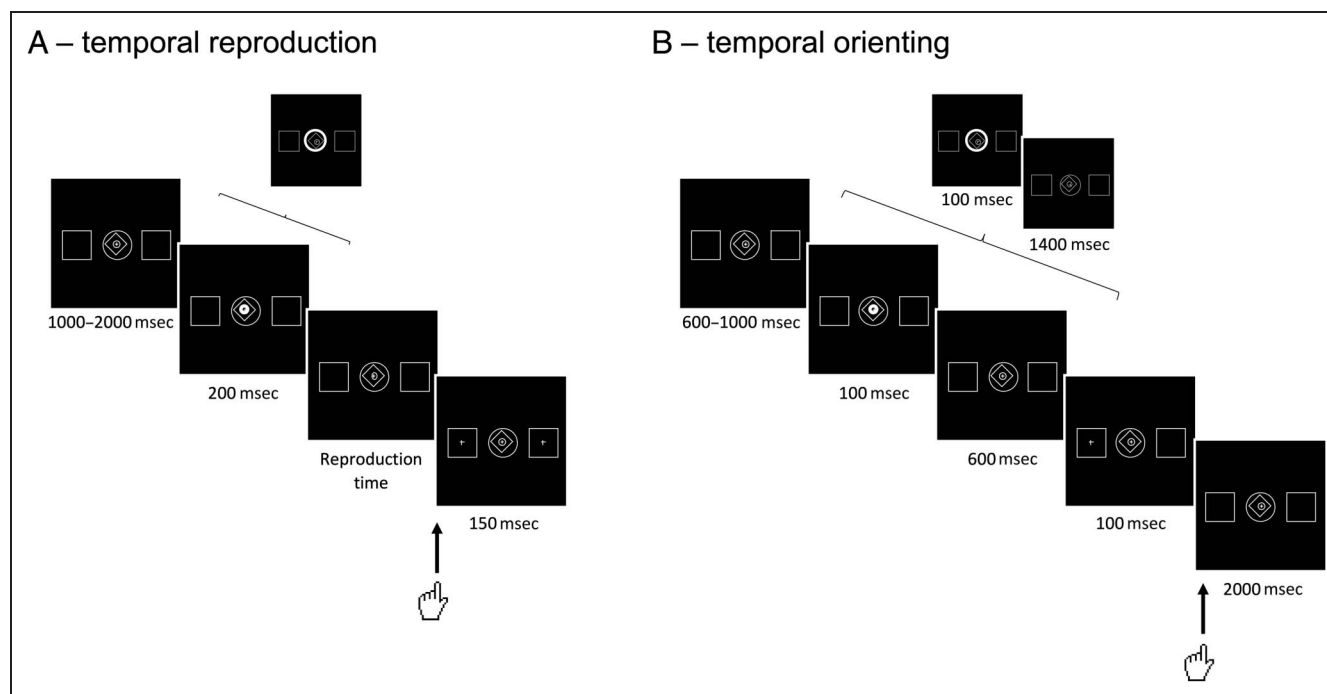 A – temporal reproduction
1000–2000 msec
200 msec
Reproduction
time
150 msec
B – temporal orienting
100 msec
1400 msec
600–1000 msec
100 msec
600 msec
100 msec
2000 msec